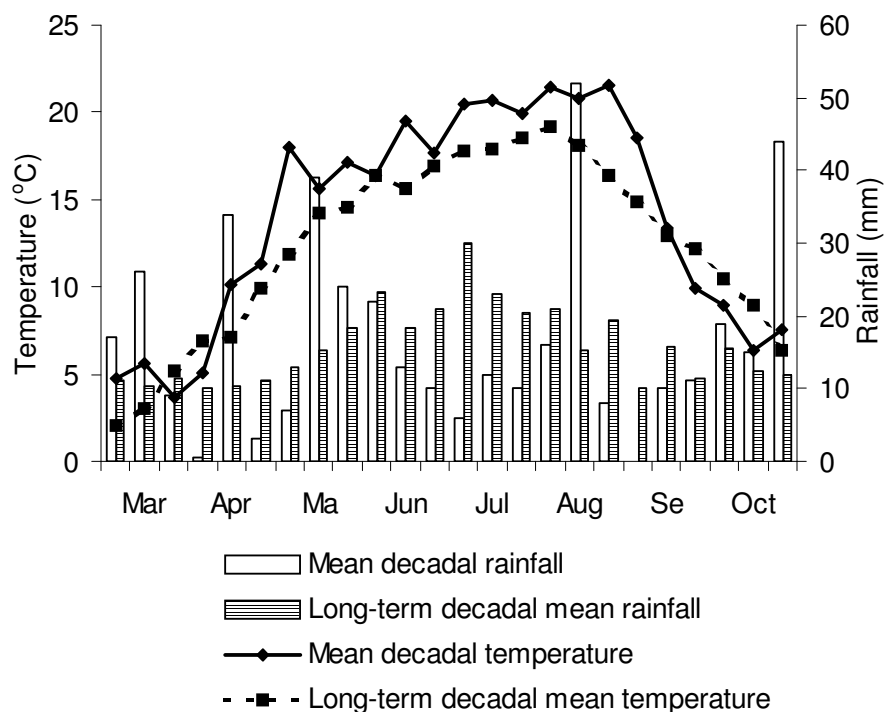 Temperature (°C)
25
20
15
10
5
0
Rainfall (mm)
60
50
40
30
20
10
0
Mar Apr Ma Jun Jul Aug Se Oct
Mean decadal rainfall
Long-term decadal mean rainfall
Mean decadal temperature
Long-term decadal mean temperature